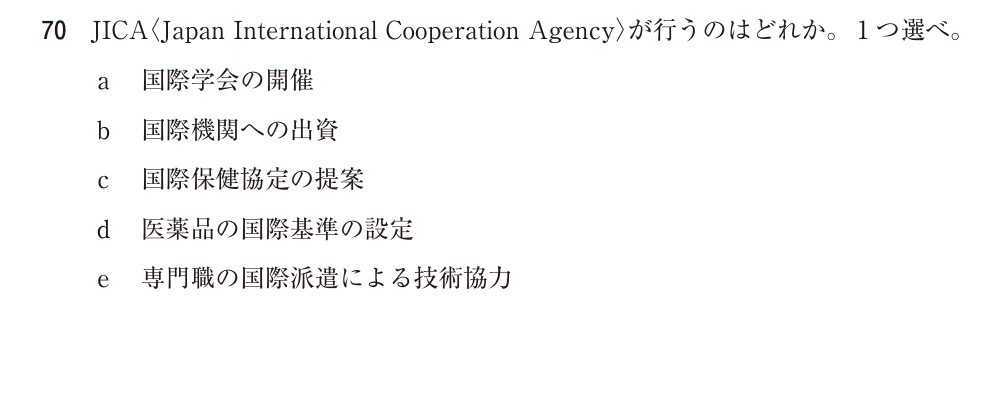 70 JICA〈Japan International Cooperation Agency〉が行うのはどれか。1つ選べ。
a 国際学会の開催
b 国際機関への出資
c 国際保健協定の提案
d 医薬品の国際基準の設定
e 専門職の国際派遣による技術協力